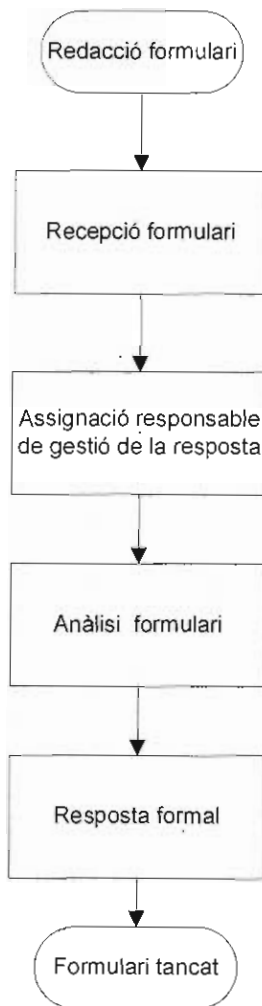 Redacció formulari
Recepció formulari
Assignació responsable
de gestió de la resposta
Anàlisi formulari
Resposta formal
Formulari tancat